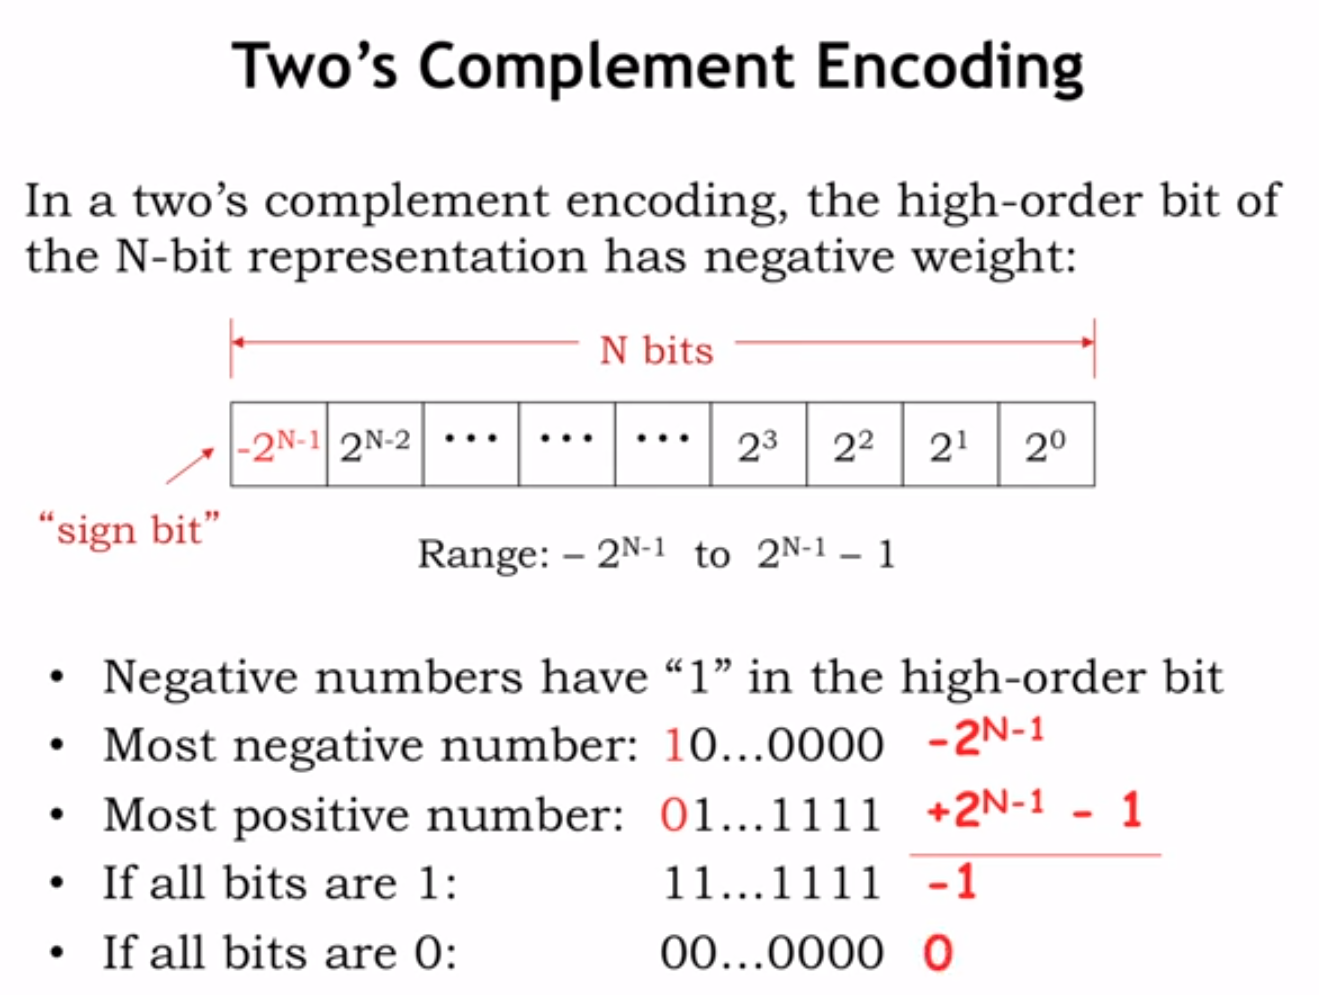 Two's Complement Encoding
In a two's complement encoding, the high-order bit of
the N-bit representation has negative weight:
N bits
-2^N-1 2^N-2 ... ... ... 2^3 2^2 2^1 2^0
“sign bit”
Range: – 2^N-1 to 2^N-1 – 1
• Negative numbers have “1” in the high-order bit
• Most negative number: 10...0000 -2^N-1
• Most positive number: 01...1111 +2^N-1 - 1
• If all bits are 1: 11...1111 -1
• If all bits are 0: 00...0000 0